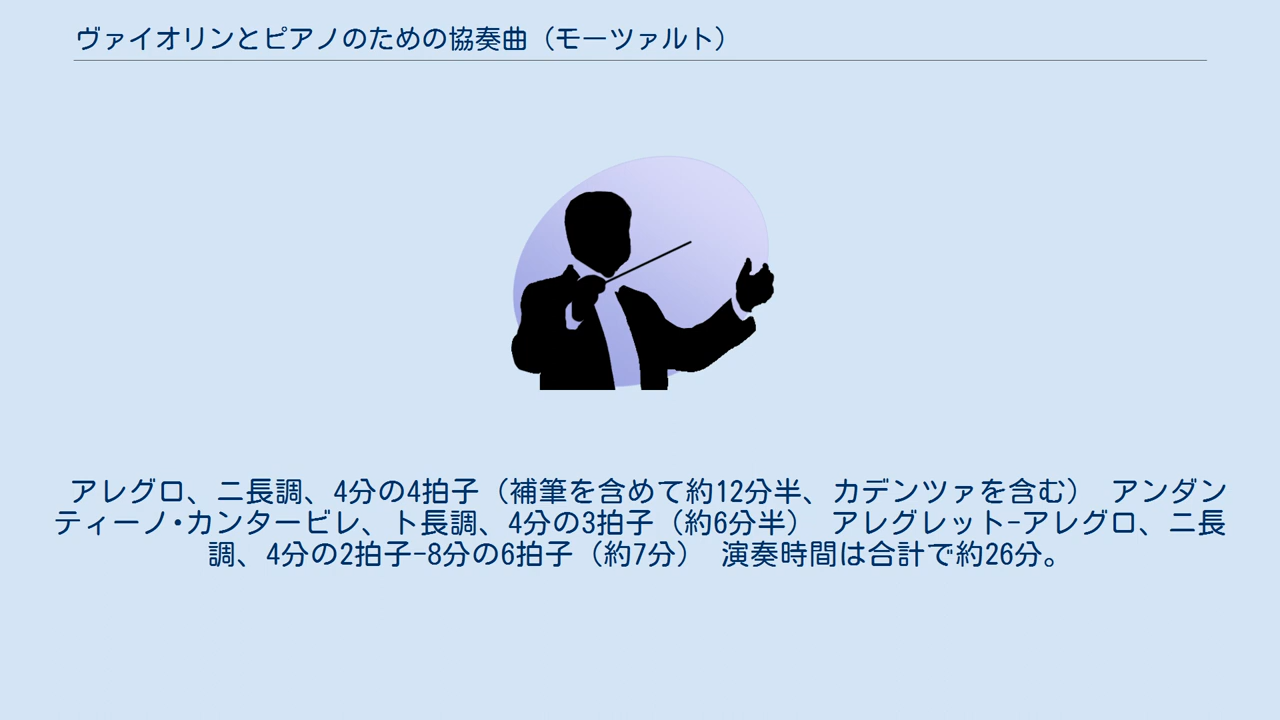 ヴァイオリンとピアノのための協奏曲（モーツァルト）
アレグロ、ニ長調、4分の4拍子（補筆を含めて約12分半、カデンツァを含む） アンダン
ティーノ・カンタービレ、ト長調、4分の3拍子（約6分半） アレグレット-アレグロ、ニ長
調、4分の2拍子-8分の6拍子（約7分） 演奏時間は合計で約26分。